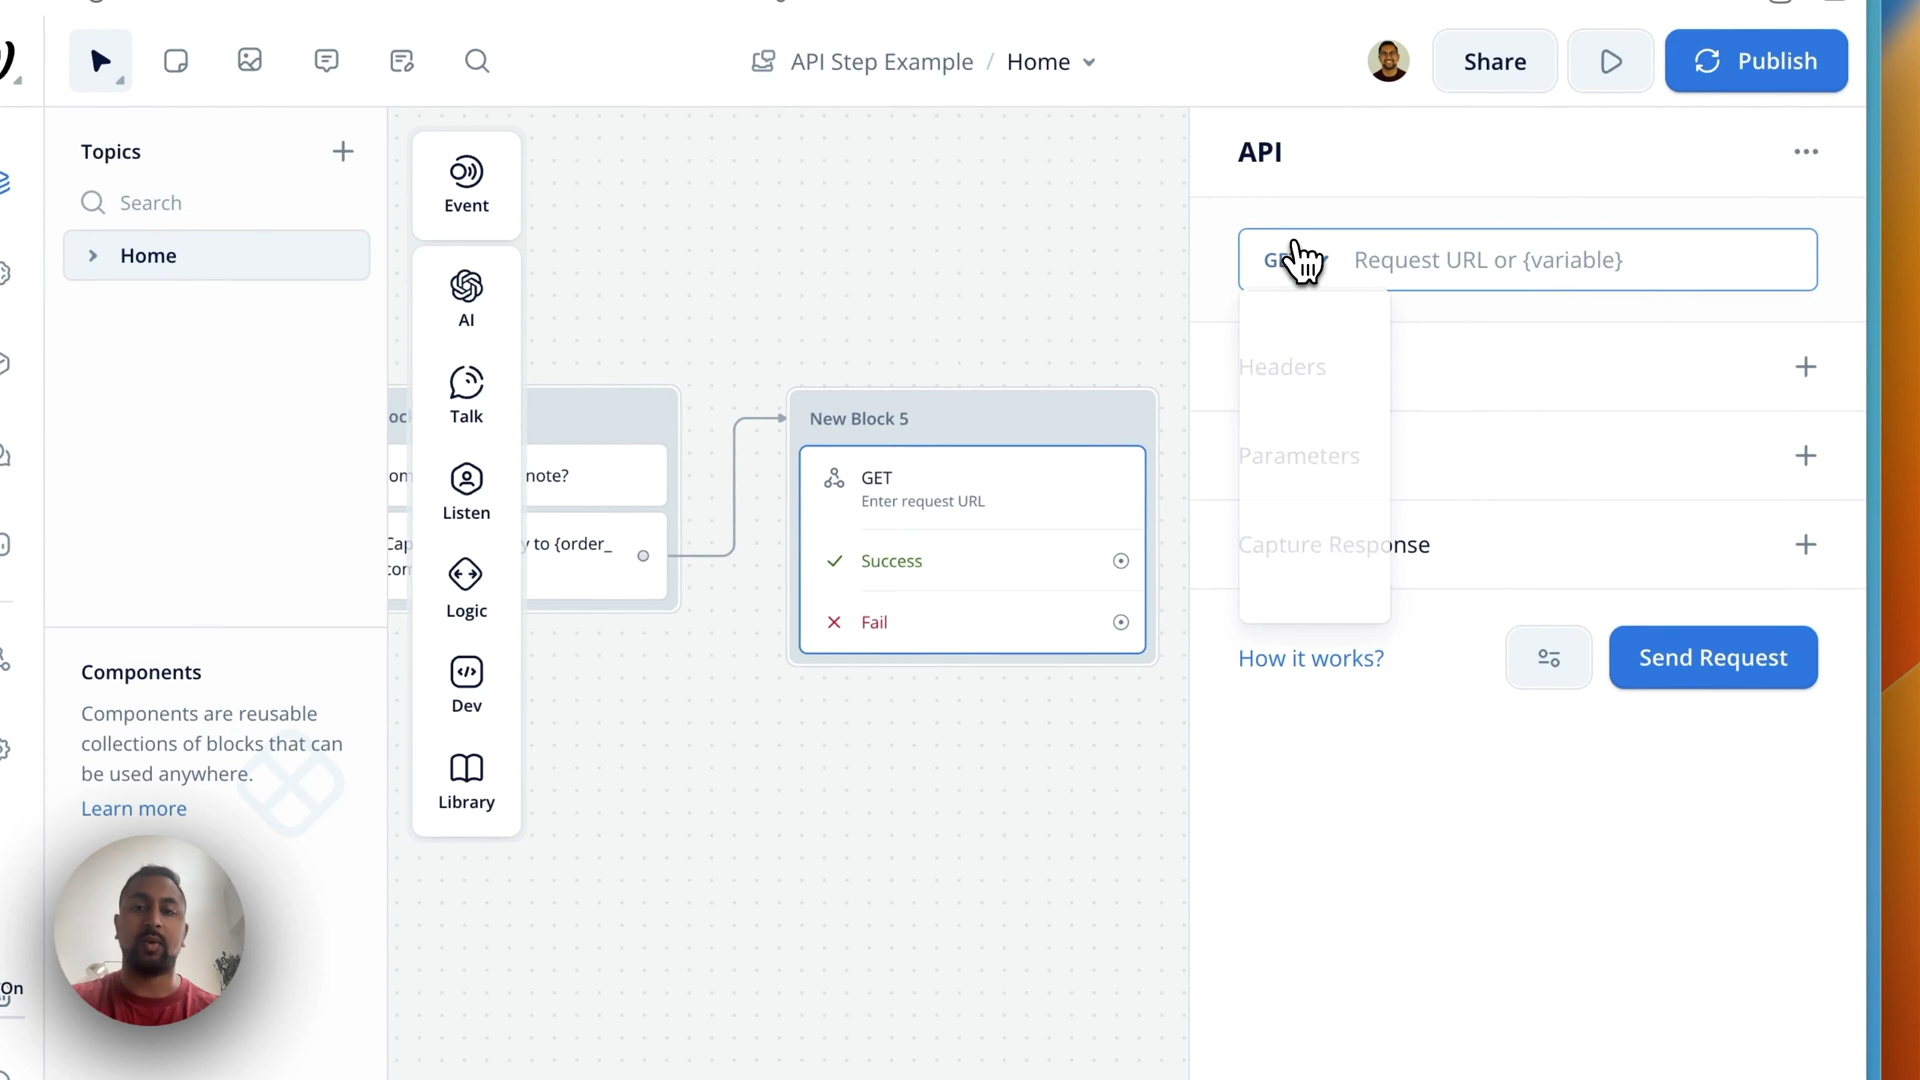 API Step Example / Home
Share
Publish
Topics
Search
Home
Components
Components are reusable
collections of blocks that can
be used anywhere.
Learn more
On
Event
AI
Talk
Listen
Logic
Dev
Library
note?
to {order_
New Block 5
GET
Enter request URL
Success
Fail
API
Request URL or {variable}
Headers
Parameters
Capture Response
How it works?
Send Request